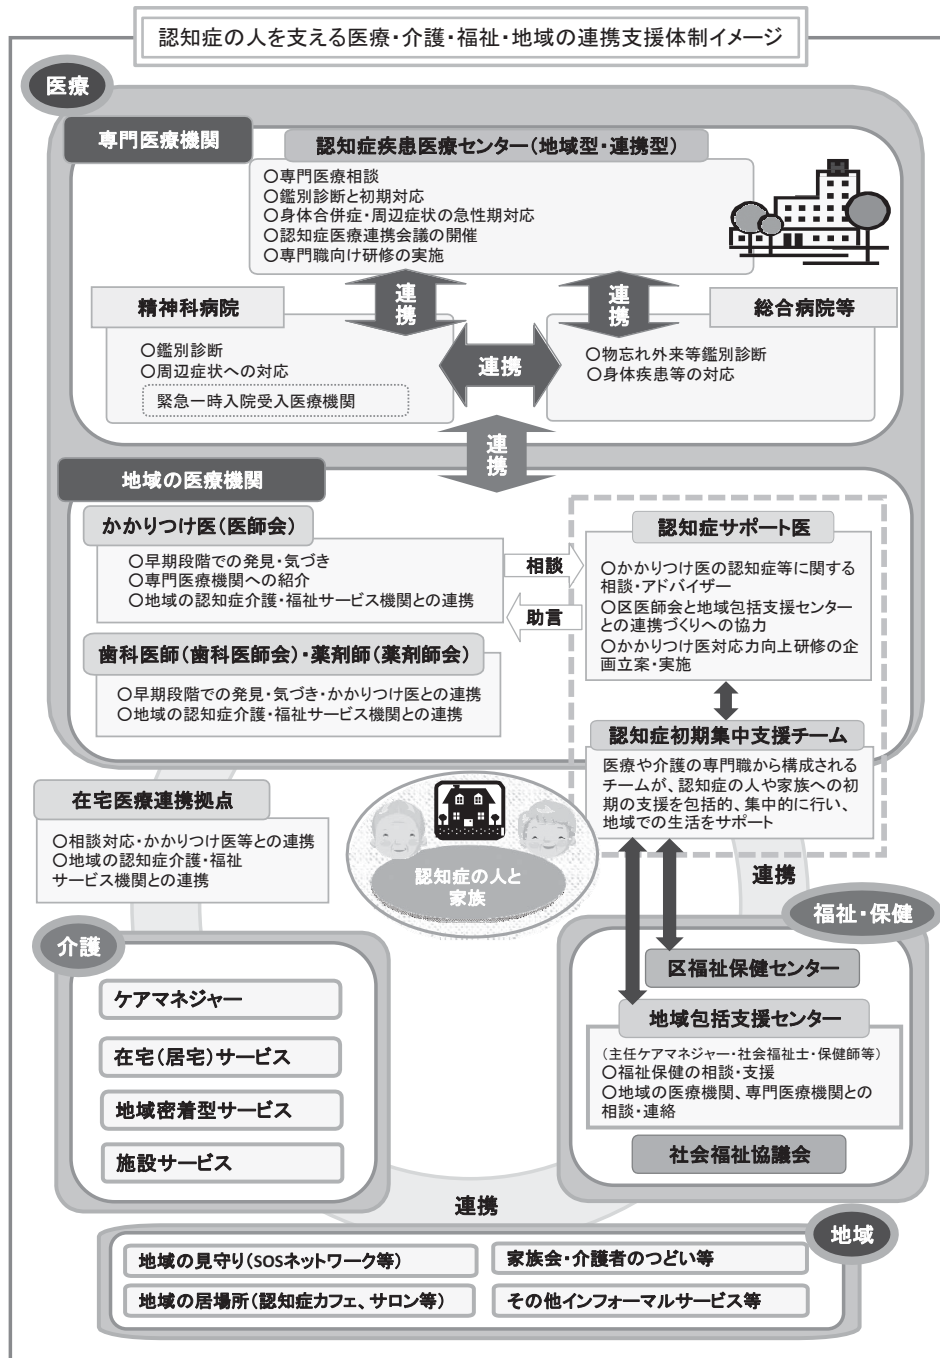 認知症の人を支える医療・介護・福祉・地域の連携支援体制イメージ
医療
専門医療機関
認知症疾患医療センター(地域型・連携型)
○専門医療相談
○鑑別診断と初期対応
○身体合併症・周辺症状の急性期対応
○認知症医療連携会議の開催
○専門職向け研修の実施
連携
連携
精神科病院
○鑑別診断
○周辺症状への対応
緊急一時入院受入医療機関
連携
総合病院等
○物忘れ外来等鑑別診断
○身体疾患等の対応
連携
地域の医療機関
かかりつけ医(医師会)
○早期段階での発見・気づき
○専門医療機関への紹介
○地域の認知症介護・福祉サービス機関との連携
相談
助言
認知症サポート医
○かかりつけ医の認知症等に関する
相談・アドバイザー
○区医師会と地域包括支援センター
との連携づくりへの協力
○かかりつけ医対応力向上研修の企
画立案・実施
歯科医師(歯科医師会)・薬剤師(薬剤師会)
○早期段階での発見・気づき・かかりつけ医との連携
○地域の認知症介護・福祉サービス機関との連携
認知症初期集中支援チーム
医療や介護の専門職から構成される
チームが、認知症の人や家族への初
期の支援を包括的、集中的に行い、
地域での生活をサポート
在宅医療連携拠点
○相談対応・かかりつけ医等との連携
○地域の認知症介護・福祉
サービス機関との連携
認知症の人と
家族
連携
介護
ケアマネジャー
在宅(居宅)サービス
地域密着型サービス
施設サービス
福祉・保健
区福祉保健センター
地域包括支援センター
(主任ケアマネジャー・社会福祉士・保健師等)
○福祉保健の相談・支援
○地域の医療機関、専門医療機関との
相談・連絡
社会福祉協議会
連携
地域
地域の見守り(SOSネットワーク等)
家族会・介護者のつどい等
地域の居場所(認知症カフェ、サロン等)
その他インフォーマルサービス等